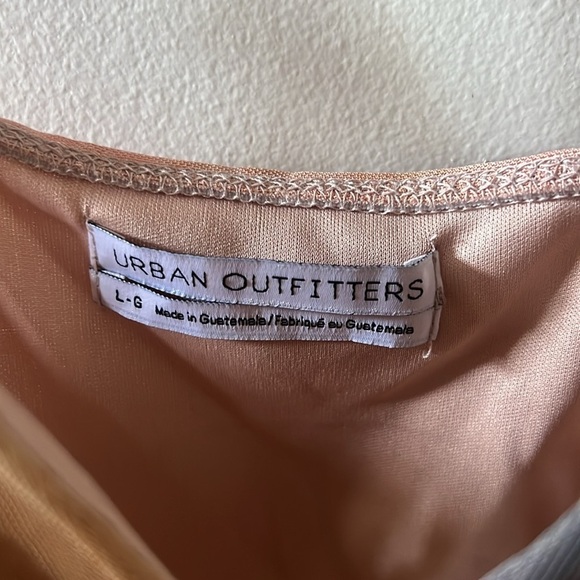 URBAN OUTFITTERS
L-G Made in Guatemala/Fabriqué au Guatemala